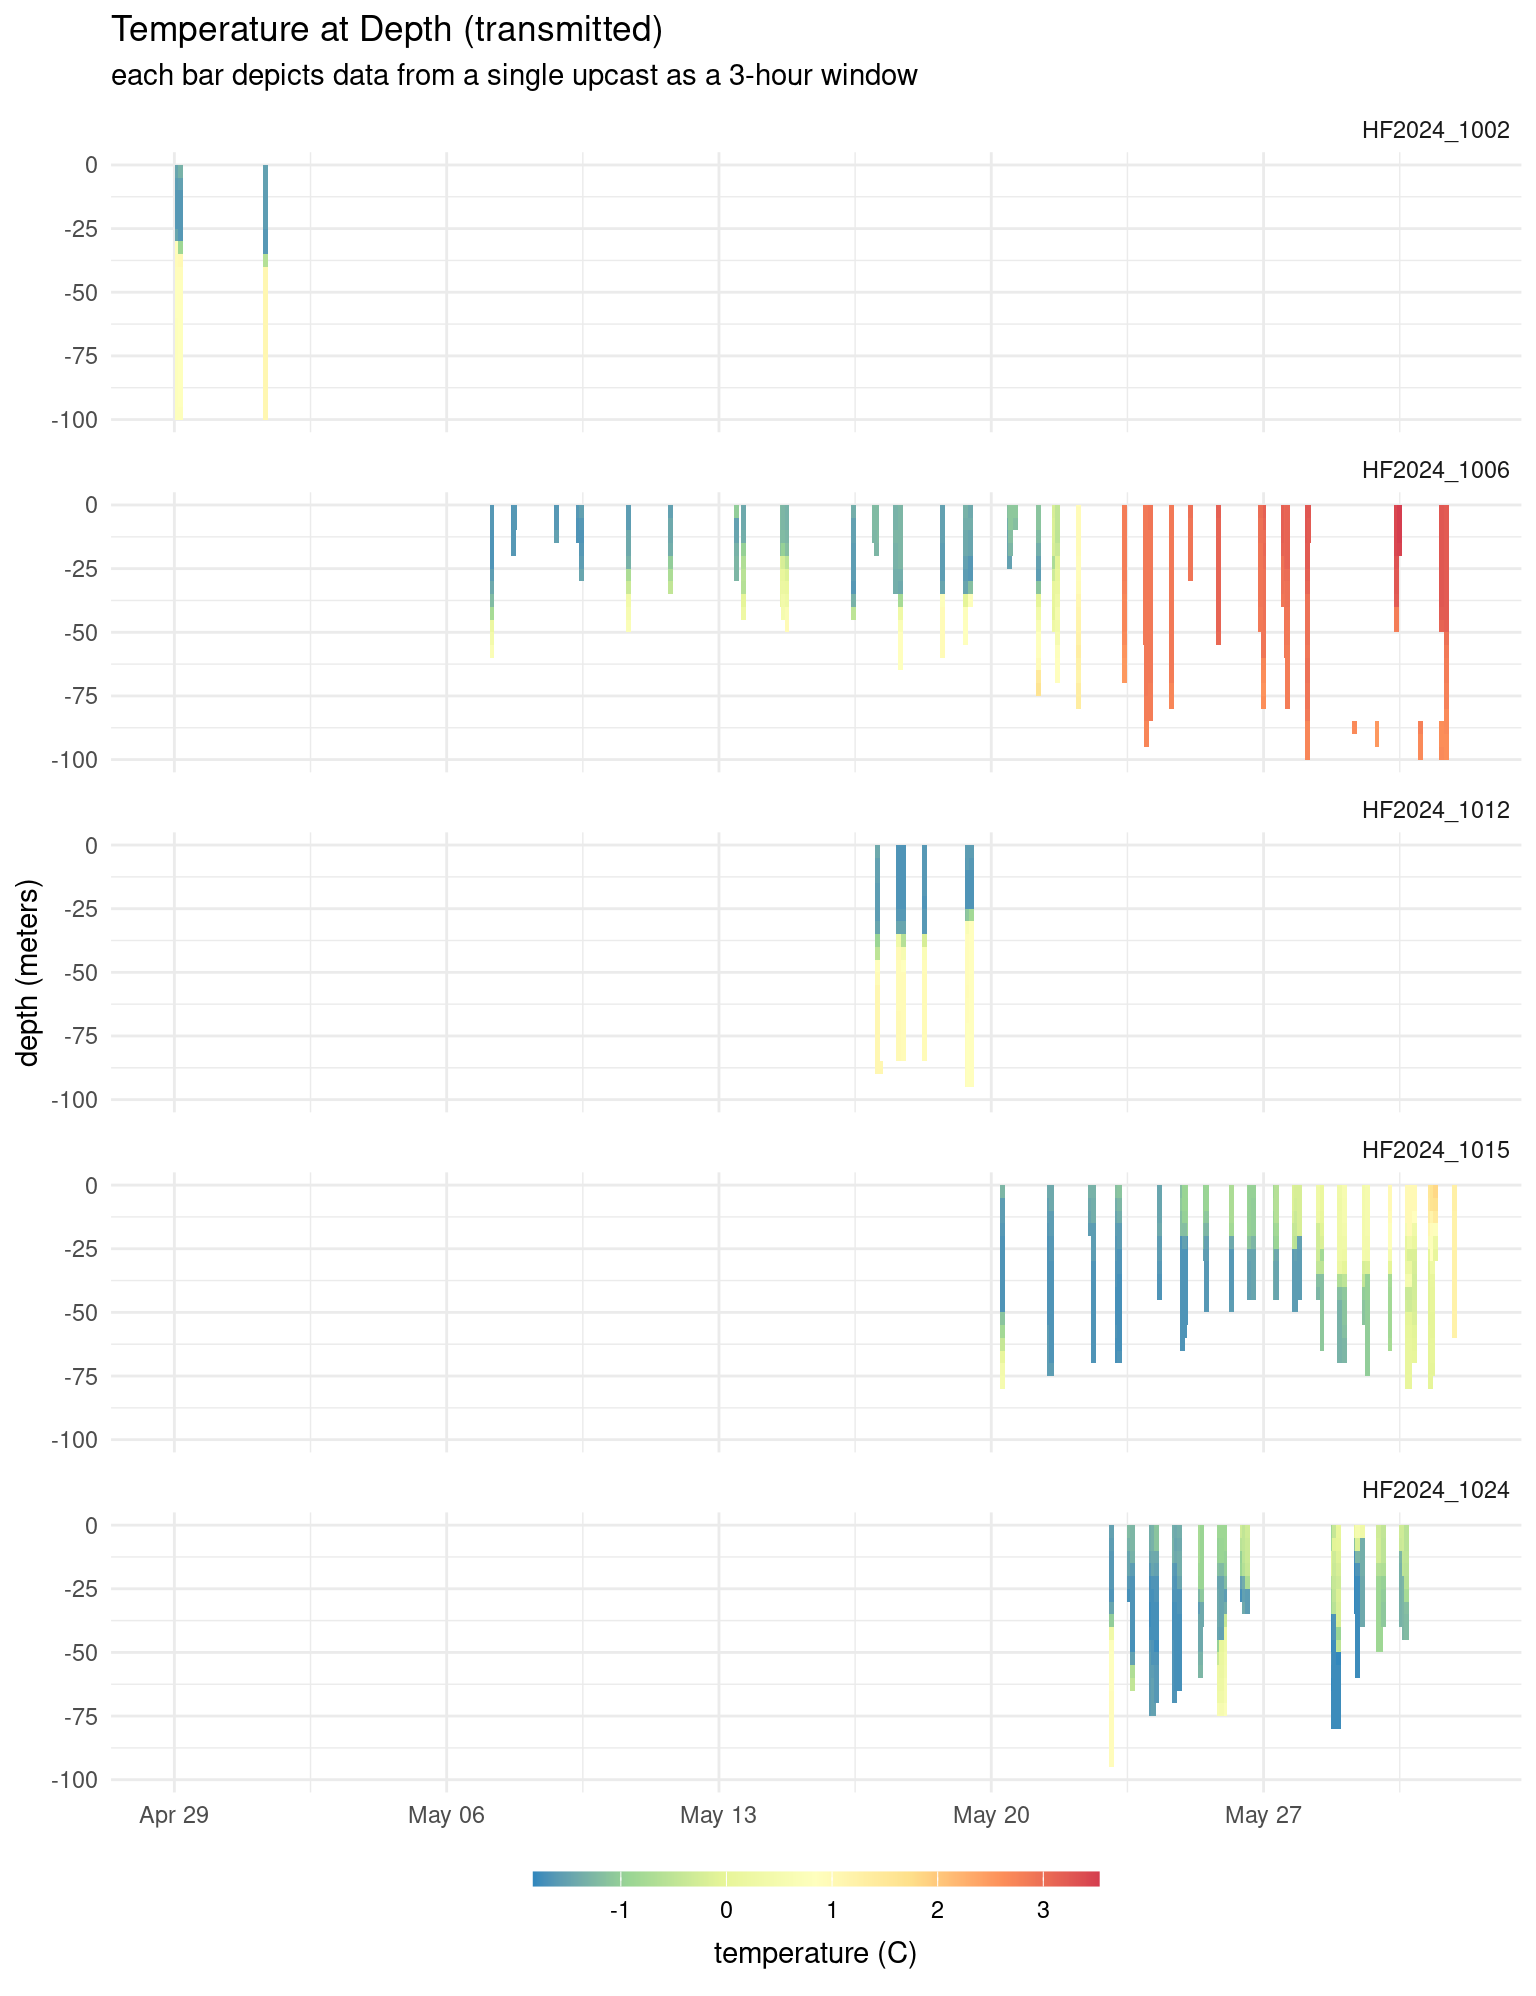 Temperature at Depth (transmitted)
each bar depicts data from a single upcast as a 3-hour window
HF2024_1002
0
-25
-50
-75
-100
HF2024_1006
0
-25
-50
-75
-100
HF2024_1012
0
-25
-50
-75
-100
depth (meters)
HF2024_1015
0
-25
-50
-75
-100
HF2024_1024
0
-25
-50
-75
-100
Apr 29 May 06 May 13 May 20 May 27
-1 0 1 2 3
temperature (C)